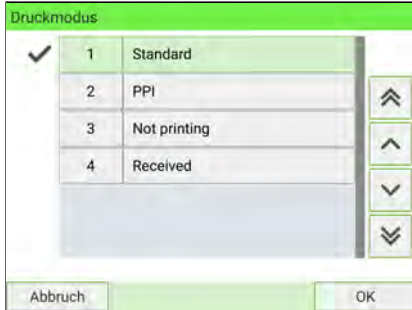 Druckmodus
1 Standard
2 PPI
3 Not printing
4 Received
Abbruch OK